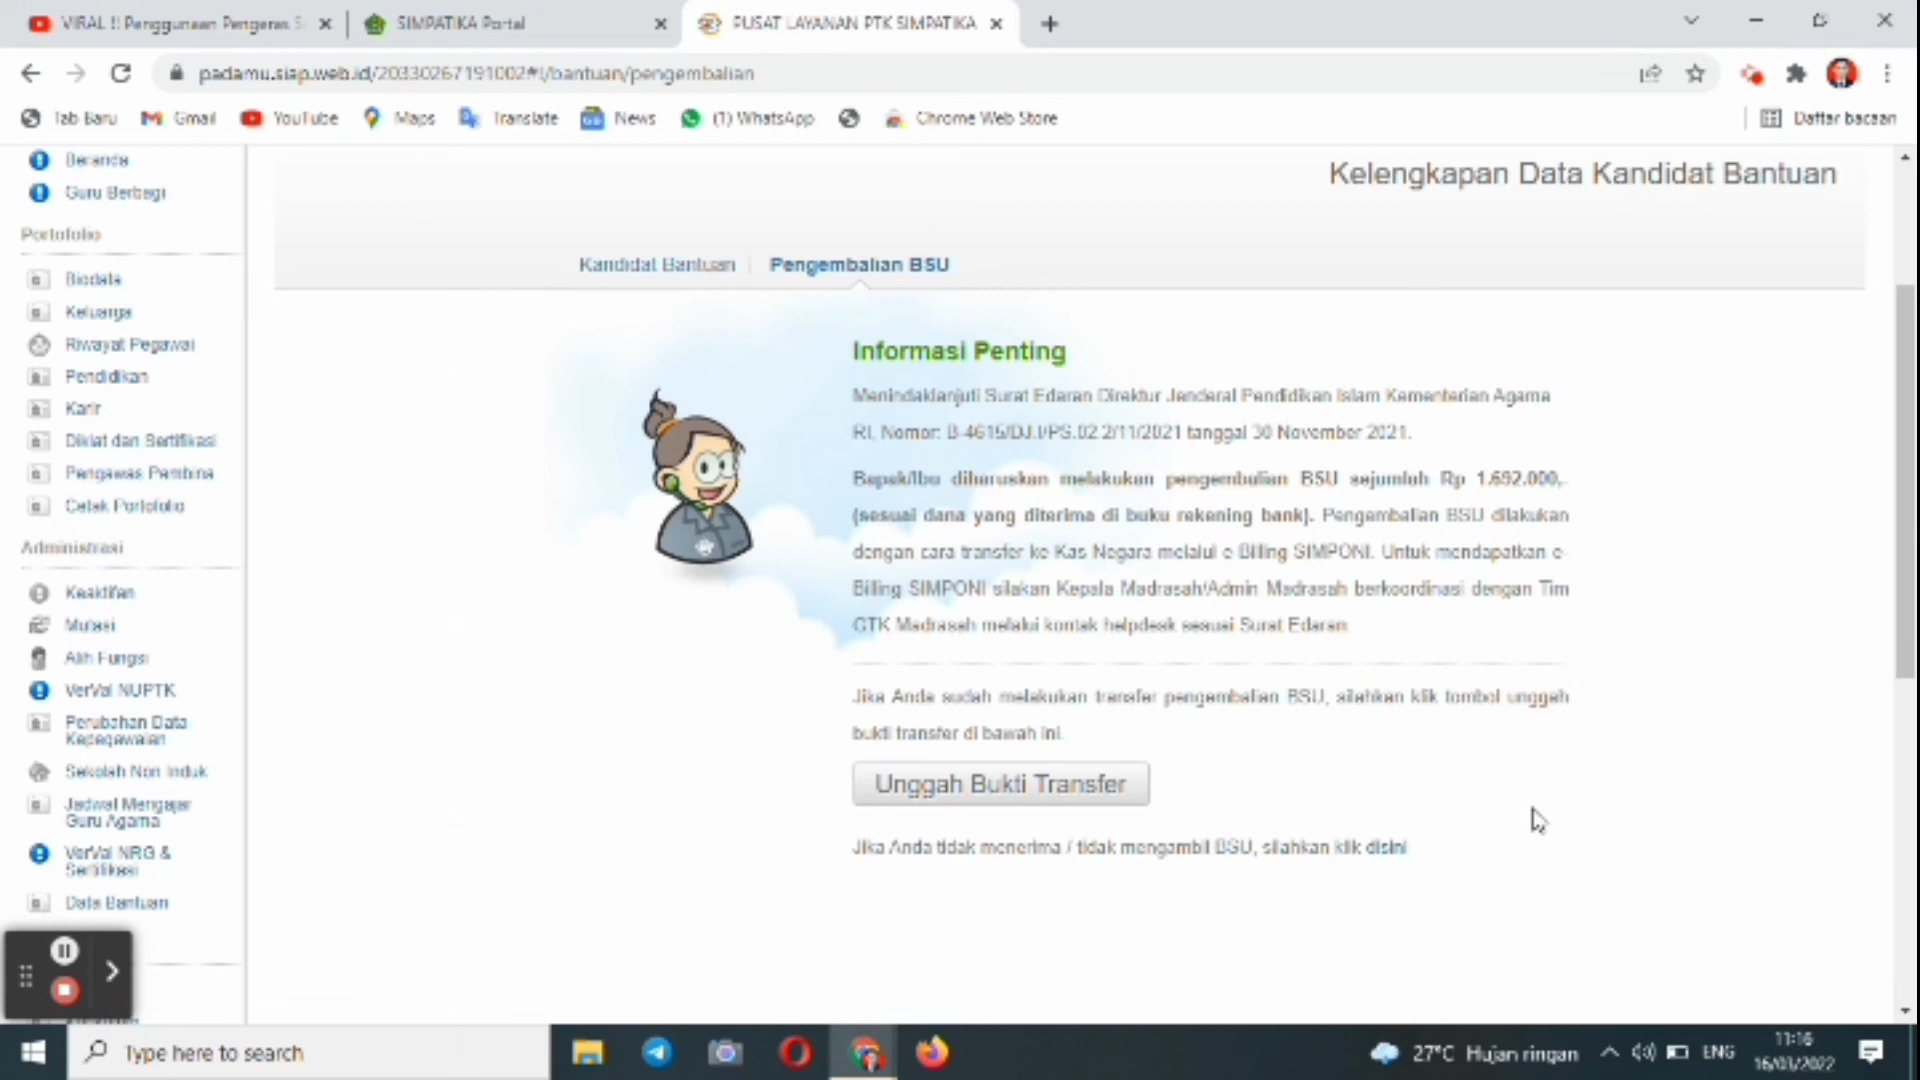 VIRAL !! Penggunaan Pengeras S
SIMPATIKA Portal
PUSAT LAYANAN PTK SIMPATIKA
padamu.siap.web.id/20330267191002#!/bantuan/pengembalian
Tab Baru
Gmail
YouTube
Maps
Translate
News
(1) WhatsApp
Chrome Web Store
Daftar bacaan
Beranda
Guru Berbagi
Portofolio
Biodata
Keluarga
Riwayat Pegawai
Pendidikan
Karir
Diklat dan Sertifikasi
Pengawas Pembina
Cetak Portofolio
Administrasi
Keaktifan
Mutasi
Alih Fungsi
VerVal NUPTK
Perubahan Data
Kepegawaian
Sekolah Non Induk
Jadwal Mengajar
Guru Agama
VerVal NRG &
Sertifikasi
Data Bantuan
Kelengkapan Data Kandidat Bantuan
Kandidat Bantuan
Pengembalian BSU
Informasi Penting
Menindaklanjuti Surat Edaran Direktur Jenderal Pendidikan Islam Kementerian Agama
RI, Nomor: B-4615/DJ.I/PS.02.2/11/2021 tanggal 30 November 2021.
Bapak/Ibu diharuskan melakukan pengembalian BSU sejumlah Rp 1.692.000,-
(sesuai dana yang diterima di buku rekening bank). Pengembalian BSU dilakukan
dengan cara transfer ke Kas Negara melalui e-Billing SIMPONI. Untuk mendapatkan e-
Billing SIMPONI silakan Kepala Madrasah/Admin Madrasah berkoordinasi dengan Tim
GTK Madrasah melalui kontak helpdesk sesuai Surat Edaran.
Jika Anda sudah melakukan transfer pengembalian BSU, silahkan klik tombol unggah
bukti transfer di bawah ini.
Unggah Bukti Transfer
Jika Anda tidak menerima / tidak mengambil BSU, silahkan klik disini
Type here to search
27°C Hujan ringan
ENG
11:16
16/03/2022